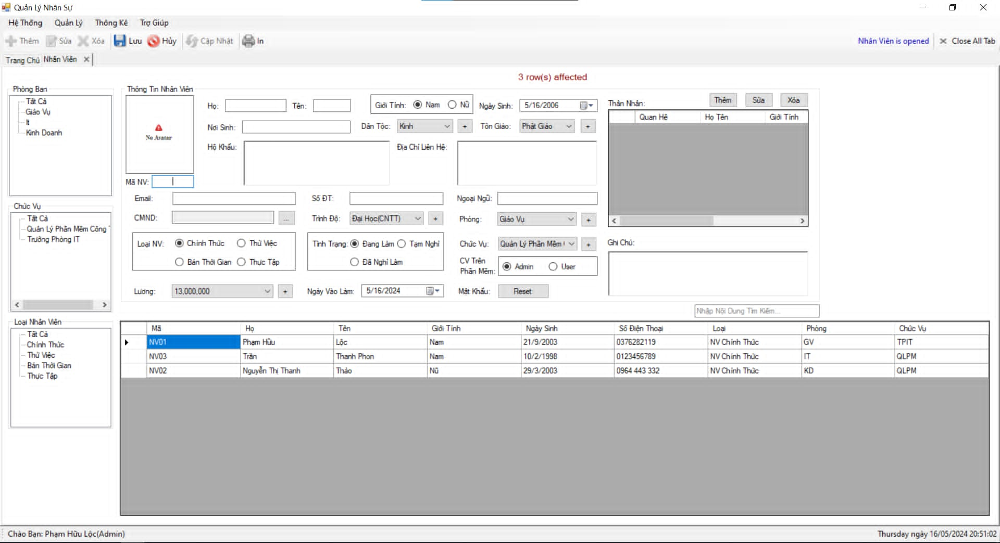 Quản Lý Nhân Sự
Hệ Thống Quản Lý Thông Kê Trợ Giúp
Thêm Sửa Xóa Lưu Hủy Cập Nhật In Nhân Viên is opened Close All Tab
Trang Chủ Nhân Viên
3 row(s) affected
Phòng Ban
Tất Cả
Giáo Vụ
It
Kinh Doanh
Chức Vụ
Tất Cả
Quản Lý Phần Mềm Công
Trưởng Phòng IT
Loại Nhân Viên
Tất Cả
Chính Thức
Thử Việc
Bán Thời Gian
Thực Tập
Thông Tin Nhân Viên
No Avatar
Mã NV:
Họ: Tên: Giới Tính: Nam Nữ Ngày Sinh: 5/16/2006
Nơi Sinh: Dân Tộc: Kinh + Tôn Giáo: Phật Giáo +
Hộ Khẩu: Địa Chỉ Liên Hệ:
Email: Số ĐT: Ngoại Ngữ:
CMND: ... Trình Độ: Đại Học(CNTT) + Phòng: Giáo Vụ +
Loại NV: Chính Thức Thử Việc
Bán Thời Gian Thực Tập
Tình Trạng: Đang Làm Tạm Nghỉ
Đã Nghỉ Làm
Chức Vụ: Quản Lý Phần Mềm +
CV Trên
Phần Mềm: Admin User
Lương: 13,000,000 + Ngày Vào Làm: 5/16/2024 Mật Khẩu: Reset
Thân Nhân: Thêm Sửa Xóa
Quan Hệ Họ Tên Giới Tính
Ghi Chú:
Nhập Nội Dung Tìm Kiếm...
Mã Họ Tên Giới Tính Ngày Sinh Số Điện Thoại Loại Phòng Chức Vụ
NV01 Phạm Hữu Lộc Nam 21/9/2003 0376282119 NV Chính Thức GV TPIT
NV03 Trần Thanh Phon Nam 10/2/1998 0123456789 NV Chính Thức IT QLPM
NV02 Nguyễn Thị Thanh Thảo Nữ 29/3/2003 0964 443 332 NV Chính Thức KD QLPM
Chào Bạn: Phạm Hữu Lộc(Admin) Thursday ngày 16/05/2024 20:51:02